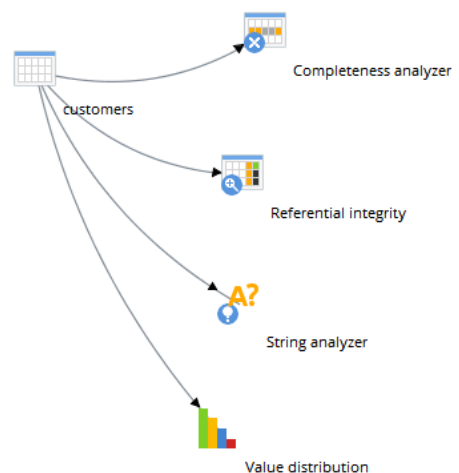 Completeness analyzer
customers
Referential integrity
A?
String analyzer
Value distribution